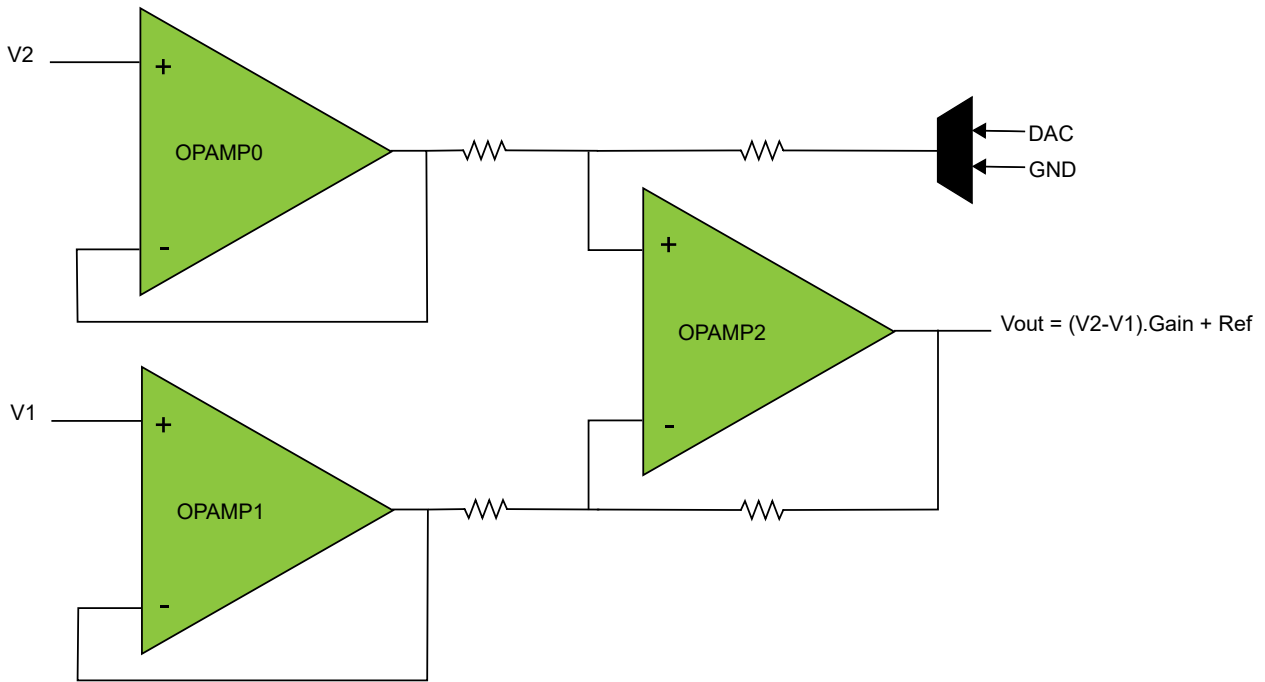 V2
+
OPAMP0
-
DAC
GND
+
OPAMP2
-
Vout = (V2-V1).Gain + Ref
V1
+
OPAMP1
-